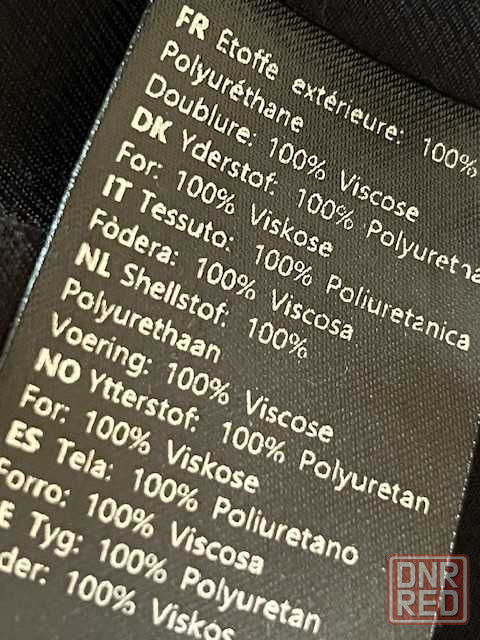 FR Etoffe extérieure: 100%
Polyuréthane
Doublure: 100% Viscose
DK Yderstof: 100% Polyuretha
For: 100% Viskose
IT Tessuto: 100% Poliuretanica
Fòdera: 100% Viscosa
NL Shellstof: 100%
Polyurethaan
Voering: 100% Viscose
NO Ytterstof: 100% Polyuretan
For: 100% Viskose
ES Tela: 100% Poliuretano
Forro: 100% Viscosa
E Tyg: 100% Polyuretan
der: 100% Viskos
DNR
RED